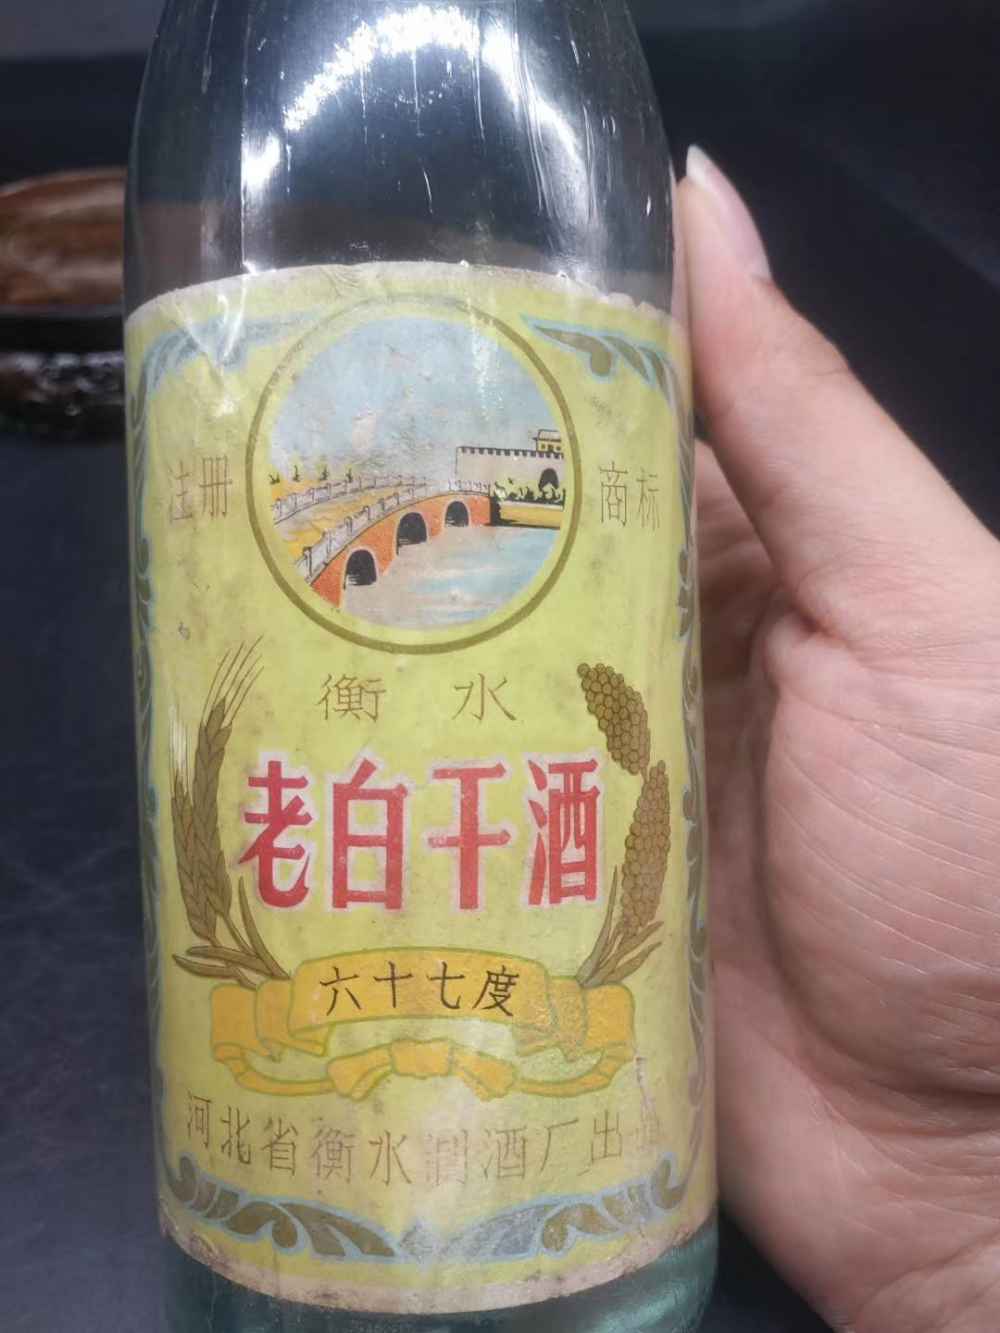 注册 商标
衡水
老白干酒
六十七度
河北省衡水制酒厂出品